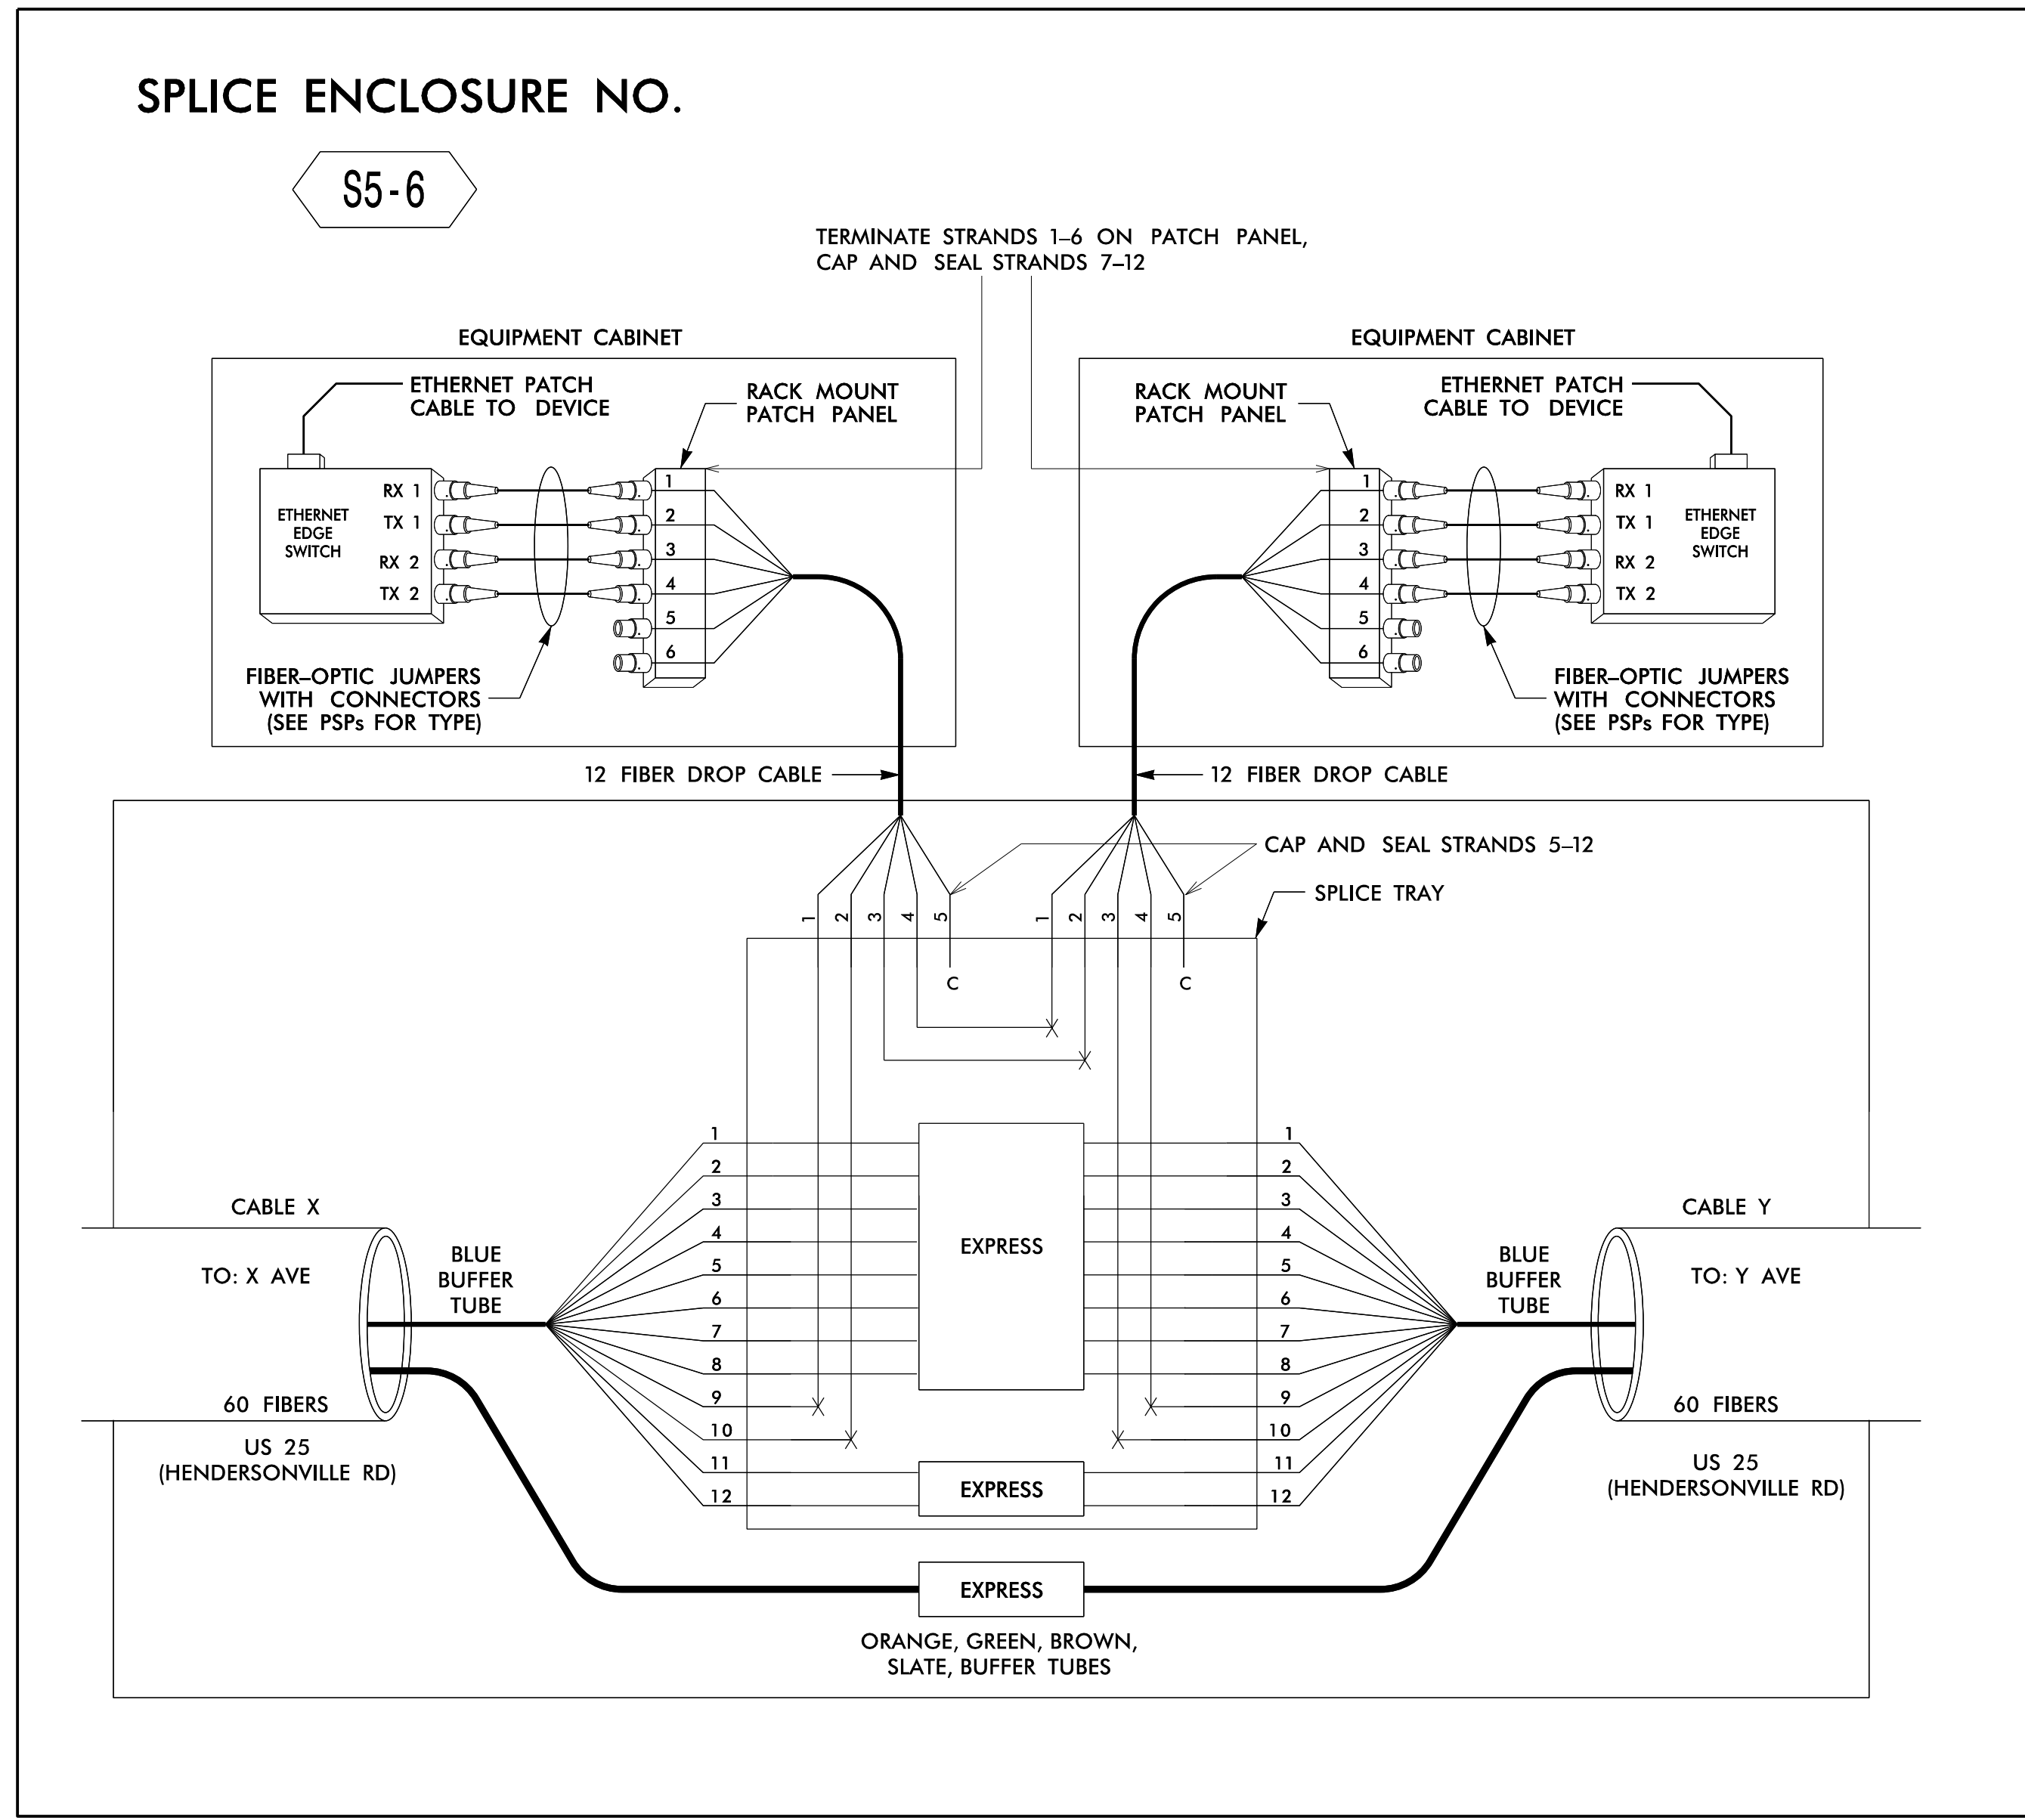 SPLICE ENCLOSURE NO.
S5-6
TERMINATE STRANDS 1–6 ON PATCH PANEL,
CAP AND SEAL STRANDS 7–12
EQUIPMENT CABINET
ETHERNET PATCH
CABLE TO DEVICE
RACK MOUNT
PATCH PANEL
ETHERNET
EDGE
SWITCH
RX 1
TX 1
RX 2
TX 2
1
2
3
4
5
6
FIBER–OPTIC JUMPERS
WITH CONNECTORS
(SEE PSPs FOR TYPE)
EQUIPMENT CABINET
RACK MOUNT
PATCH PANEL
ETHERNET PATCH
CABLE TO DEVICE
1
2
3
4
5
6
RX 1
TX 1
RX 2
TX 2
ETHERNET
EDGE
SWITCH
FIBER–OPTIC JUMPERS
WITH CONNECTORS
(SEE PSPs FOR TYPE)
12 FIBER DROP CABLE
12 FIBER DROP CABLE
CAP AND SEAL STRANDS 5–12
SPLICE TRAY
1
2
3
4
5
1
2
3
4
5
C
C
CABLE X
TO: X AVE
60 FIBERS
US 25
(HENDERSONVILLE RD)
BLUE
BUFFER
TUBE
1
2
3
4
5
6
7
8
9
10
11
12
EXPRESS
EXPRESS
1
2
3
4
5
6
7
8
9
10
11
12
BLUE
BUFFER
TUBE
CABLE Y
TO: Y AVE
60 FIBERS
US 25
(HENDERSONVILLE RD)
EXPRESS
ORANGE, GREEN, BROWN,
SLATE, BUFFER TUBES